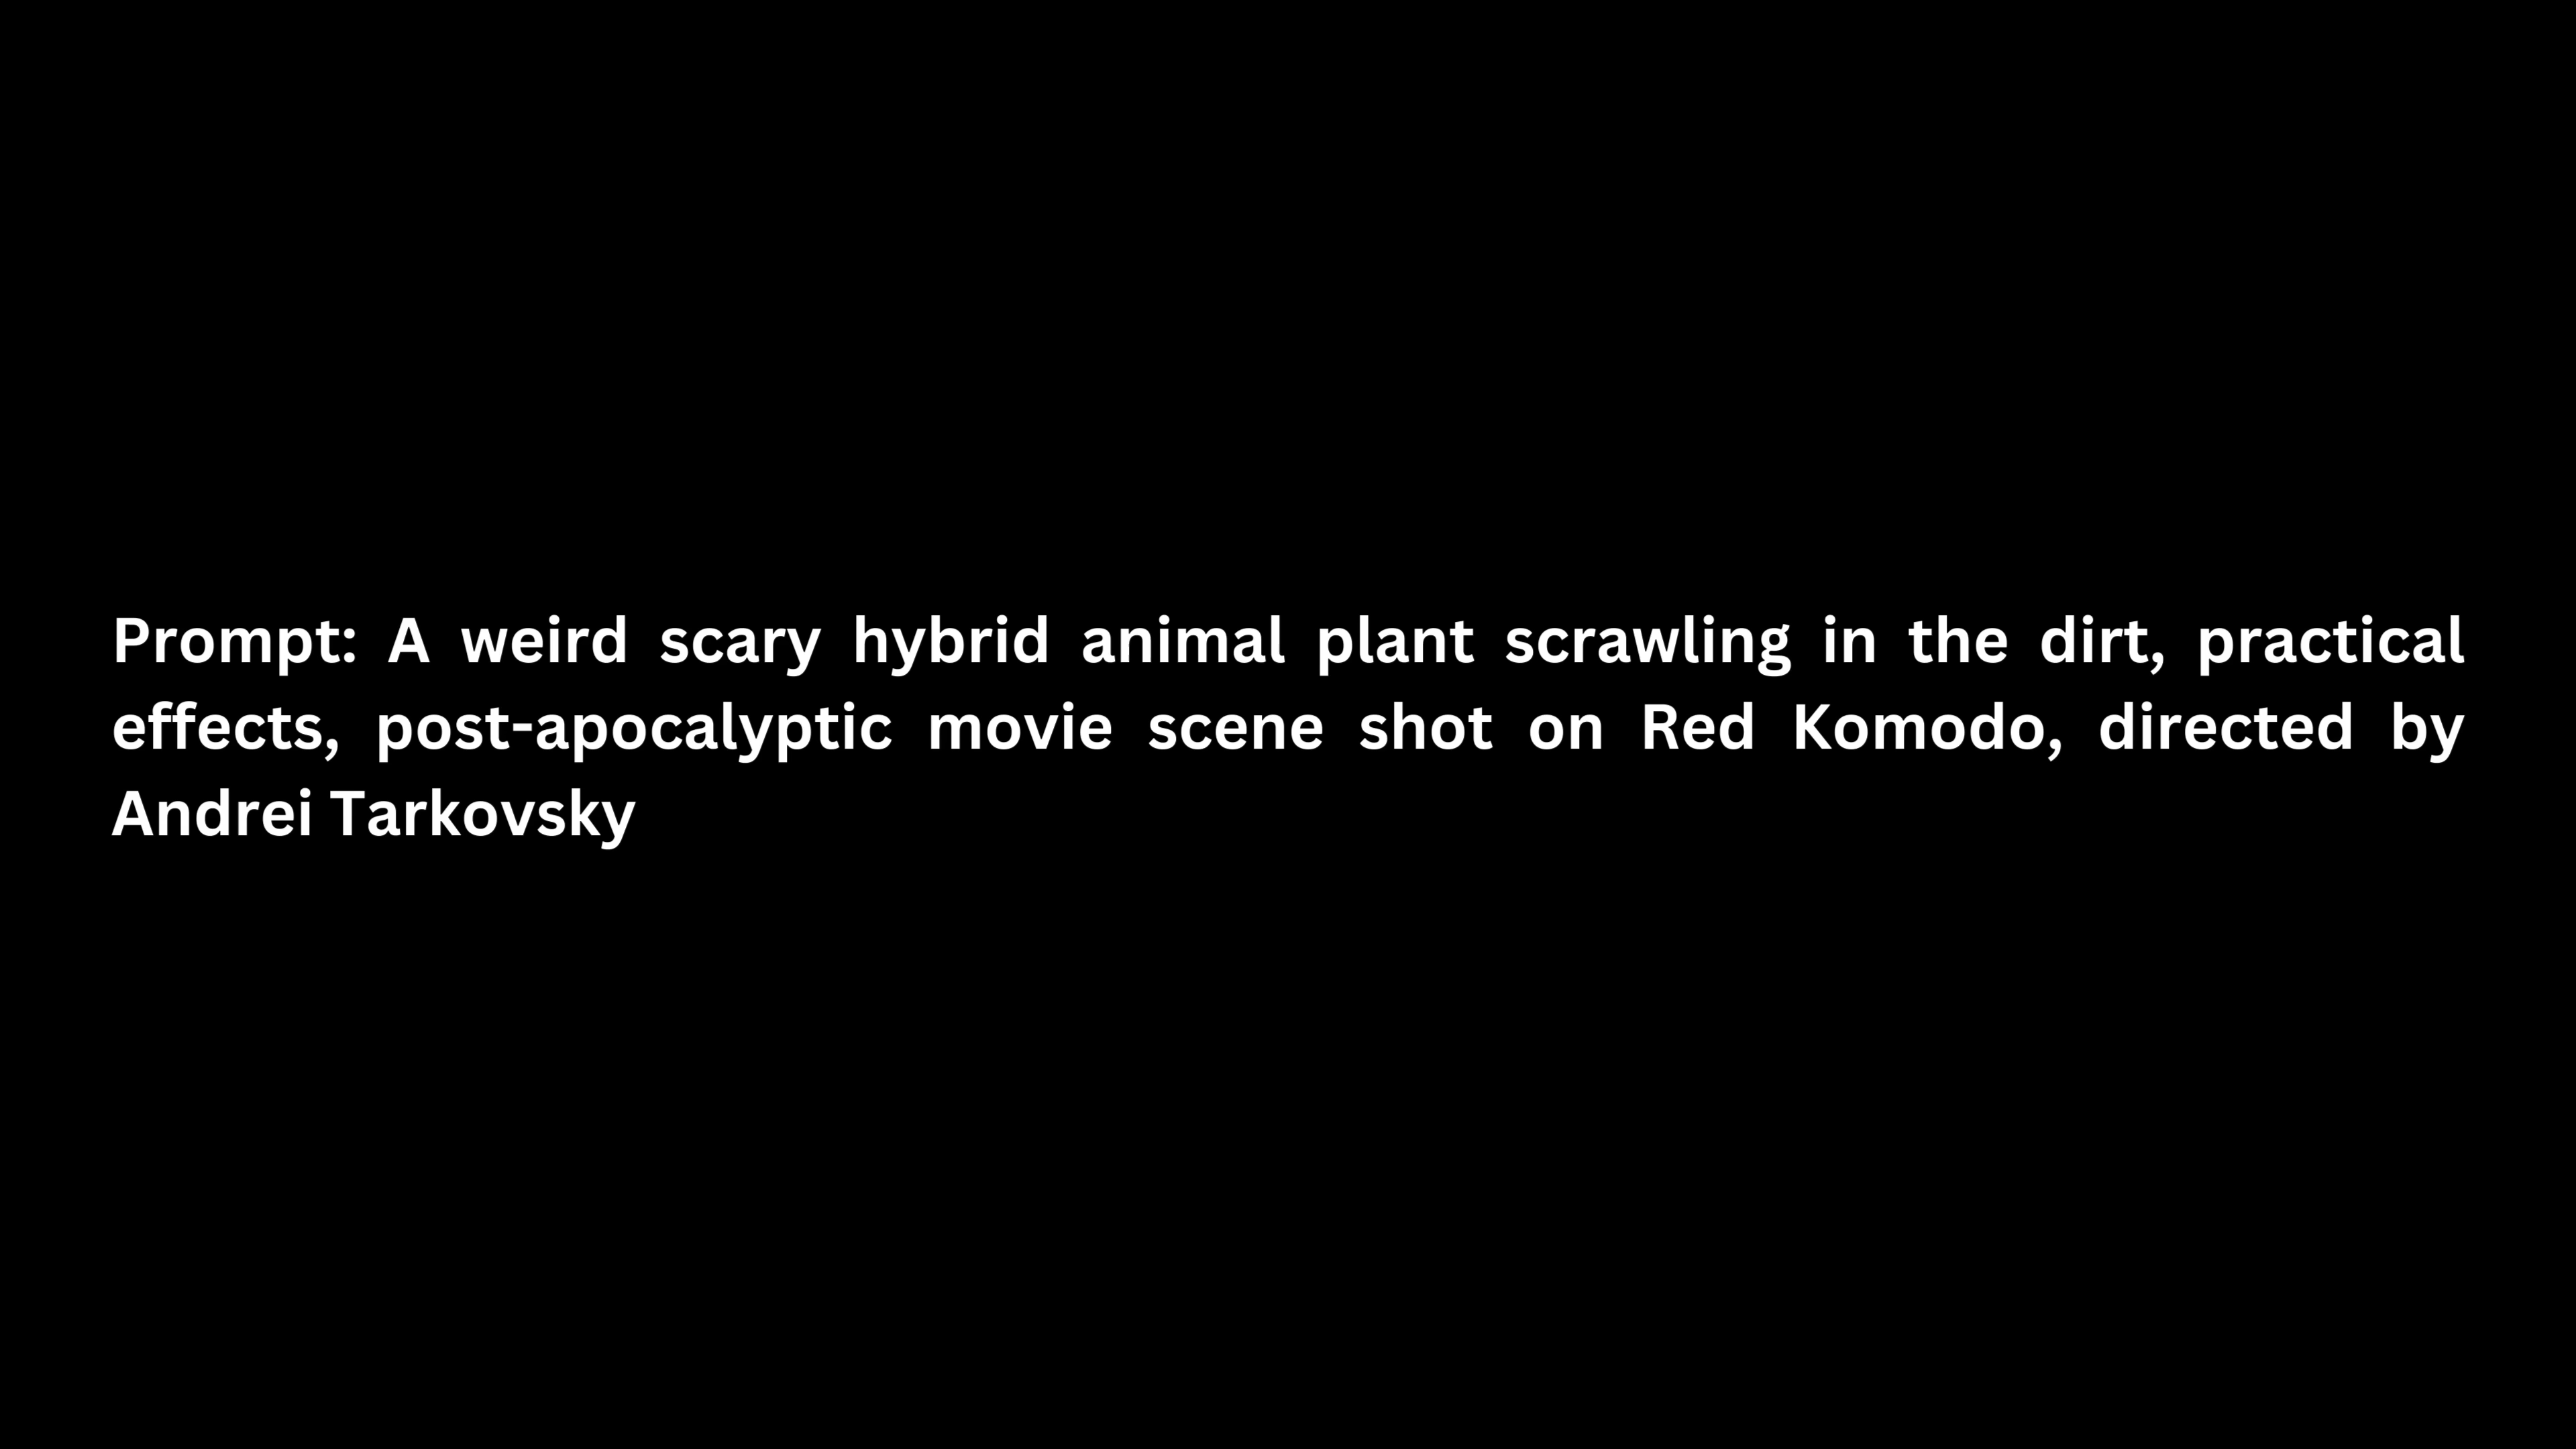 Prompt: A weird scary hybrid animal plant scrawling in the dirt, practical
effects, post-apocalyptic movie scene shot on Red Komodo, directed by
Andrei Tarkovsky